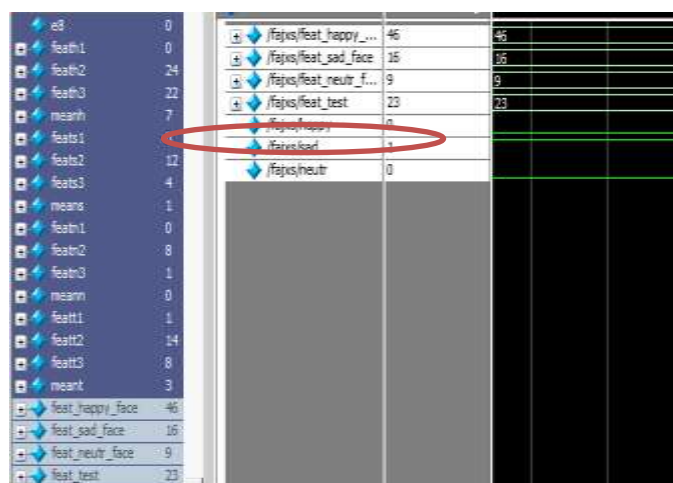 e8 0
feath1 0
feath2 24
feath3 22
meanh 7
feats1
feats2 12
feats3 4
means 1
featn1 0
featn2 8
featn3 1
meann 0
featt1 1
featt2 14
featt3 8
meant 3
feat_happy_face 46
feat_sad_face 16
feat_neutr_face 9
feat_test 23
/fajxs/feat_happy_... 46 46
/fajxs/feat_sad_face 16 16
/fajxs/feat_neutr_f... 9 9
/fajxs/feat_test 23 23
/fajxs/happy 0
/fajxs/sad 1
/fajxs/neutr 0